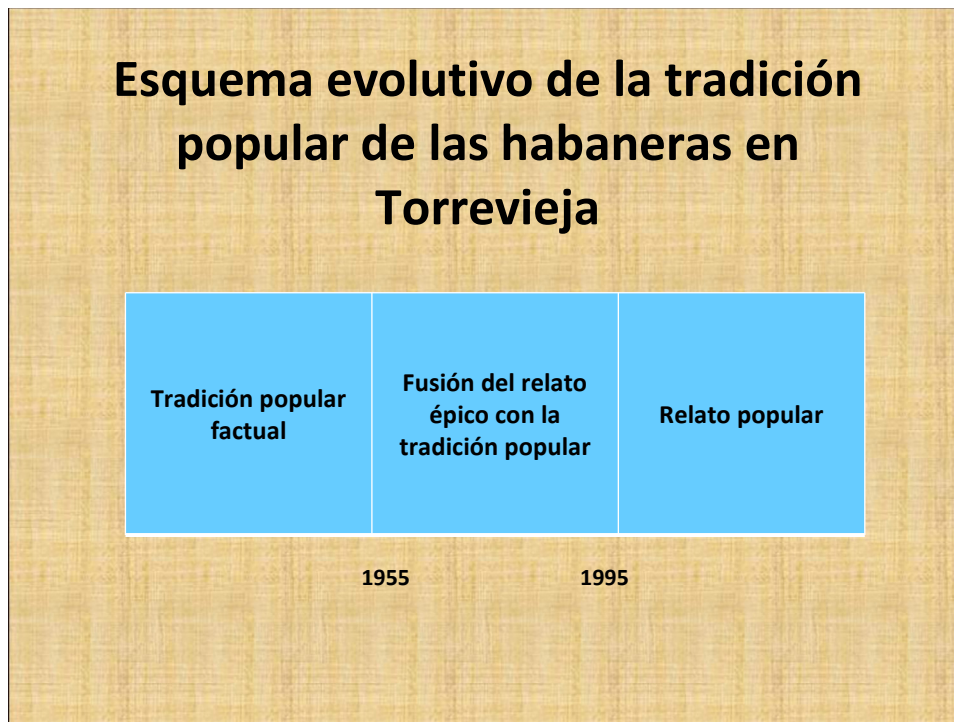 Esquema evolutivo de la tradición
popular de las habaneras en
Torrevieja
Tradición popular
factual
Fusión del relato
épico con la
tradición popular
Relato popular
1955
1995